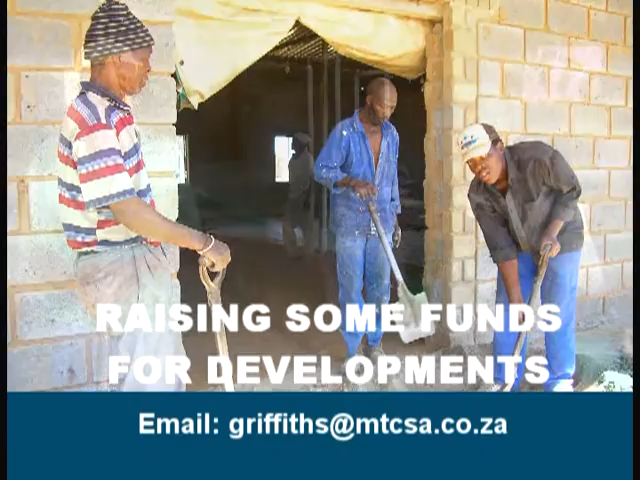 RAISING SOME FUNDS
FOR DEVELOPMENTS
Email: griffiths@mtcsa.co.za